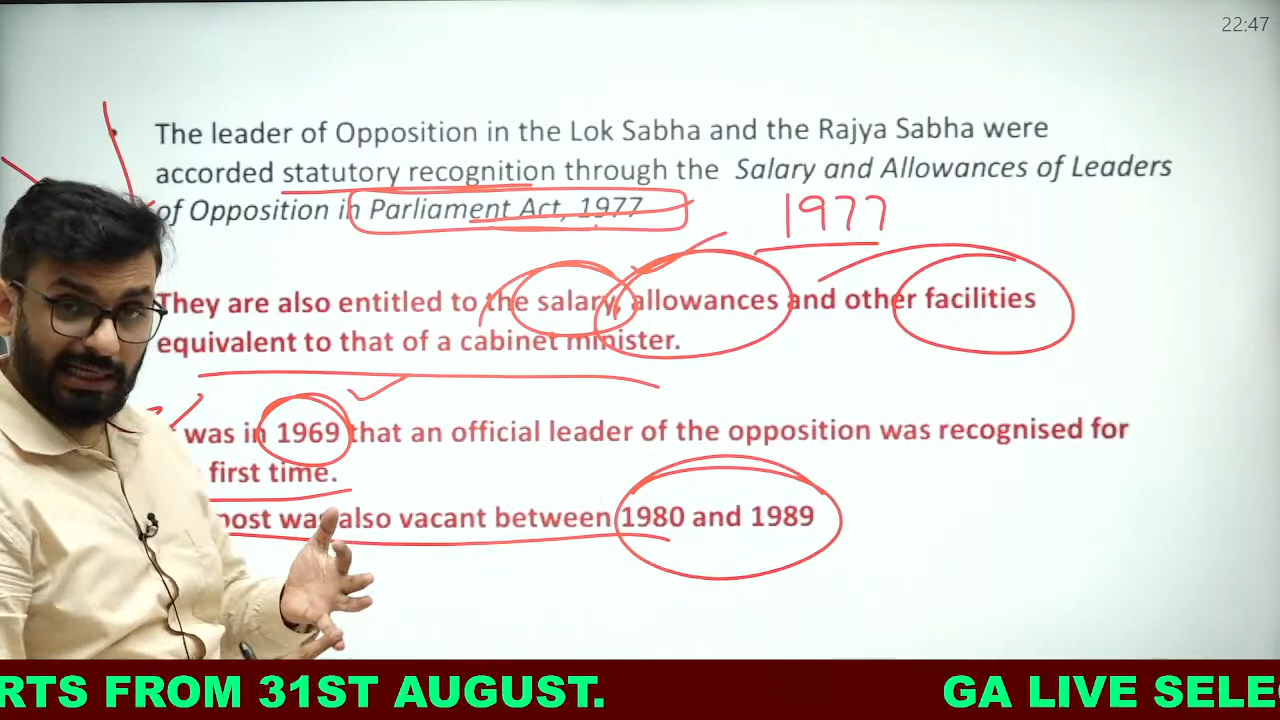 22:47
The leader of Opposition in the Lok Sabha and the Rajya Sabha were
accorded statutory recognition through the Salary and Allowances of Leaders
of Opposition in Parliament Act, 1977
1977
They are also entitled to the salary, allowances and other facilities
equivalent to that of a cabinet minister.
was in 1969 that an official leader of the opposition was recognised for
first time.
post was also vacant between 1980 and 1989
RTS FROM 31ST AUGUST. GA LIVE SELE